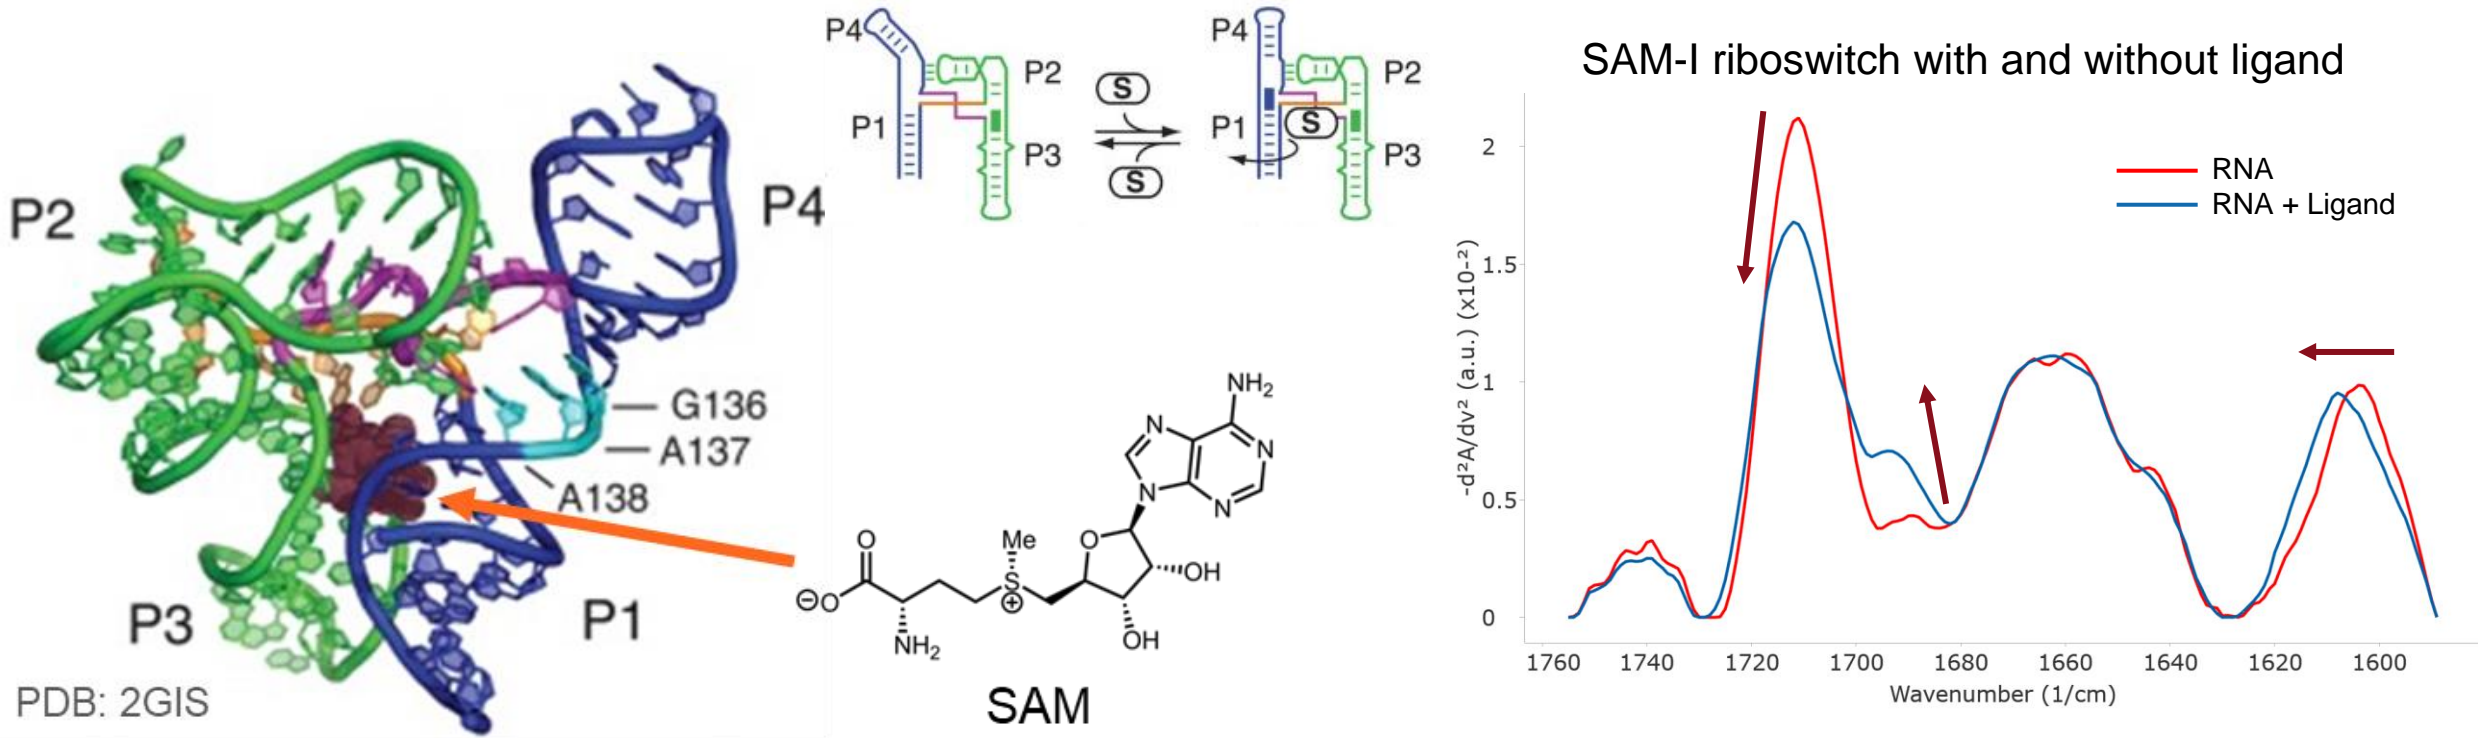 P2
P4
G136
A137
A138
P3
P1
PDB: 2GIS
P4
P2
P1
P3
S
S
P4
P2
P1
S
P3
NH₂
N
N
N
N
O
⊖O
NH₂
Me
S
⊕
O
OH
OH
SAM
SAM-I riboswitch with and without ligand
RNA
RNA + Ligand
-d²A/dv² (a.u.) (x10-²)
2
1.5
1
0.5
0
1760 1740 1720 1700 1680 1660 1640 1620 1600
Wavenumber (1/cm)